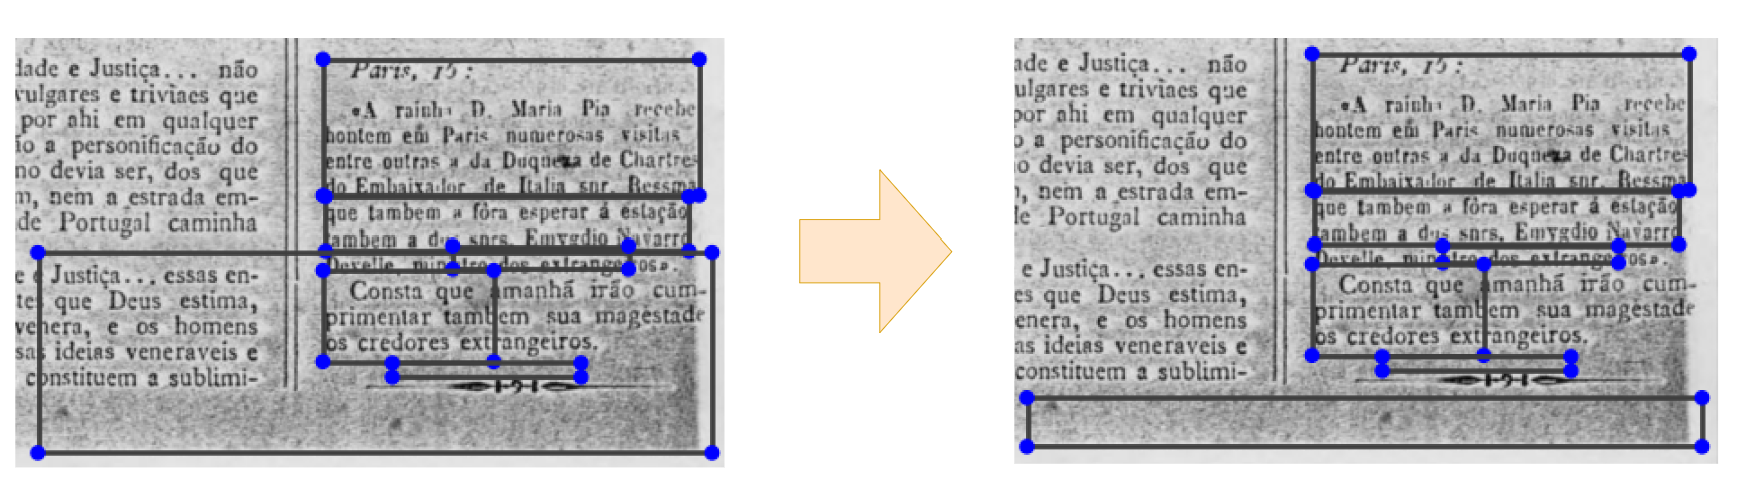 dade e Justiça... não
vulgares e triviaes que
por ahi em qualquer
io a personificação do
no devia ser, dos que
m, nem a estrada em-
de Portugal caminha
e e Justiça... essas en-
tes que Deus estima,
venera, e os homens
sas ideias veneraveis e
constituem a sublimi-
Paris, 15:
«A rainha D. Maria Pia recebe
hontem em Paris numerosas visitas
entre outras a da Duqueza de Chartres
do Embaixador de Italia snr. Ressma
que tambem a fôra esperar á estação
tambem a dos snrs. Emygdio Navarro
Develle, ministro dos extrangeiros».
Consta que amanhã irão cum-
primentar tambem sua magestade
os credores extrangeiros.
ade e Justiça... não
ulgares e triviaes que
por ahi em qualquer
o a personificação do
o devia ser, dos que
, nem a estrada em-
le Portugal caminha
e Justiça... essas en-
es que Deus estima,
enera, e os homens
as ideias veneraveis e
constituem a sublimi-
Paris, 15:
«A rainha D. Maria Pia recebe
hontem em Paris numerosas visitas
entre outras a da Duqueza de Chartres
do Embaixador de Italia snr. Ressma
que tambem a fôra esperar á estação
tambem a dos snrs. Emygdio Navarro
Develle, ministro dos extrangeiros».
Consta que amanhã irão cum-
primentar tambem sua magestade
os credores extrangeiros.